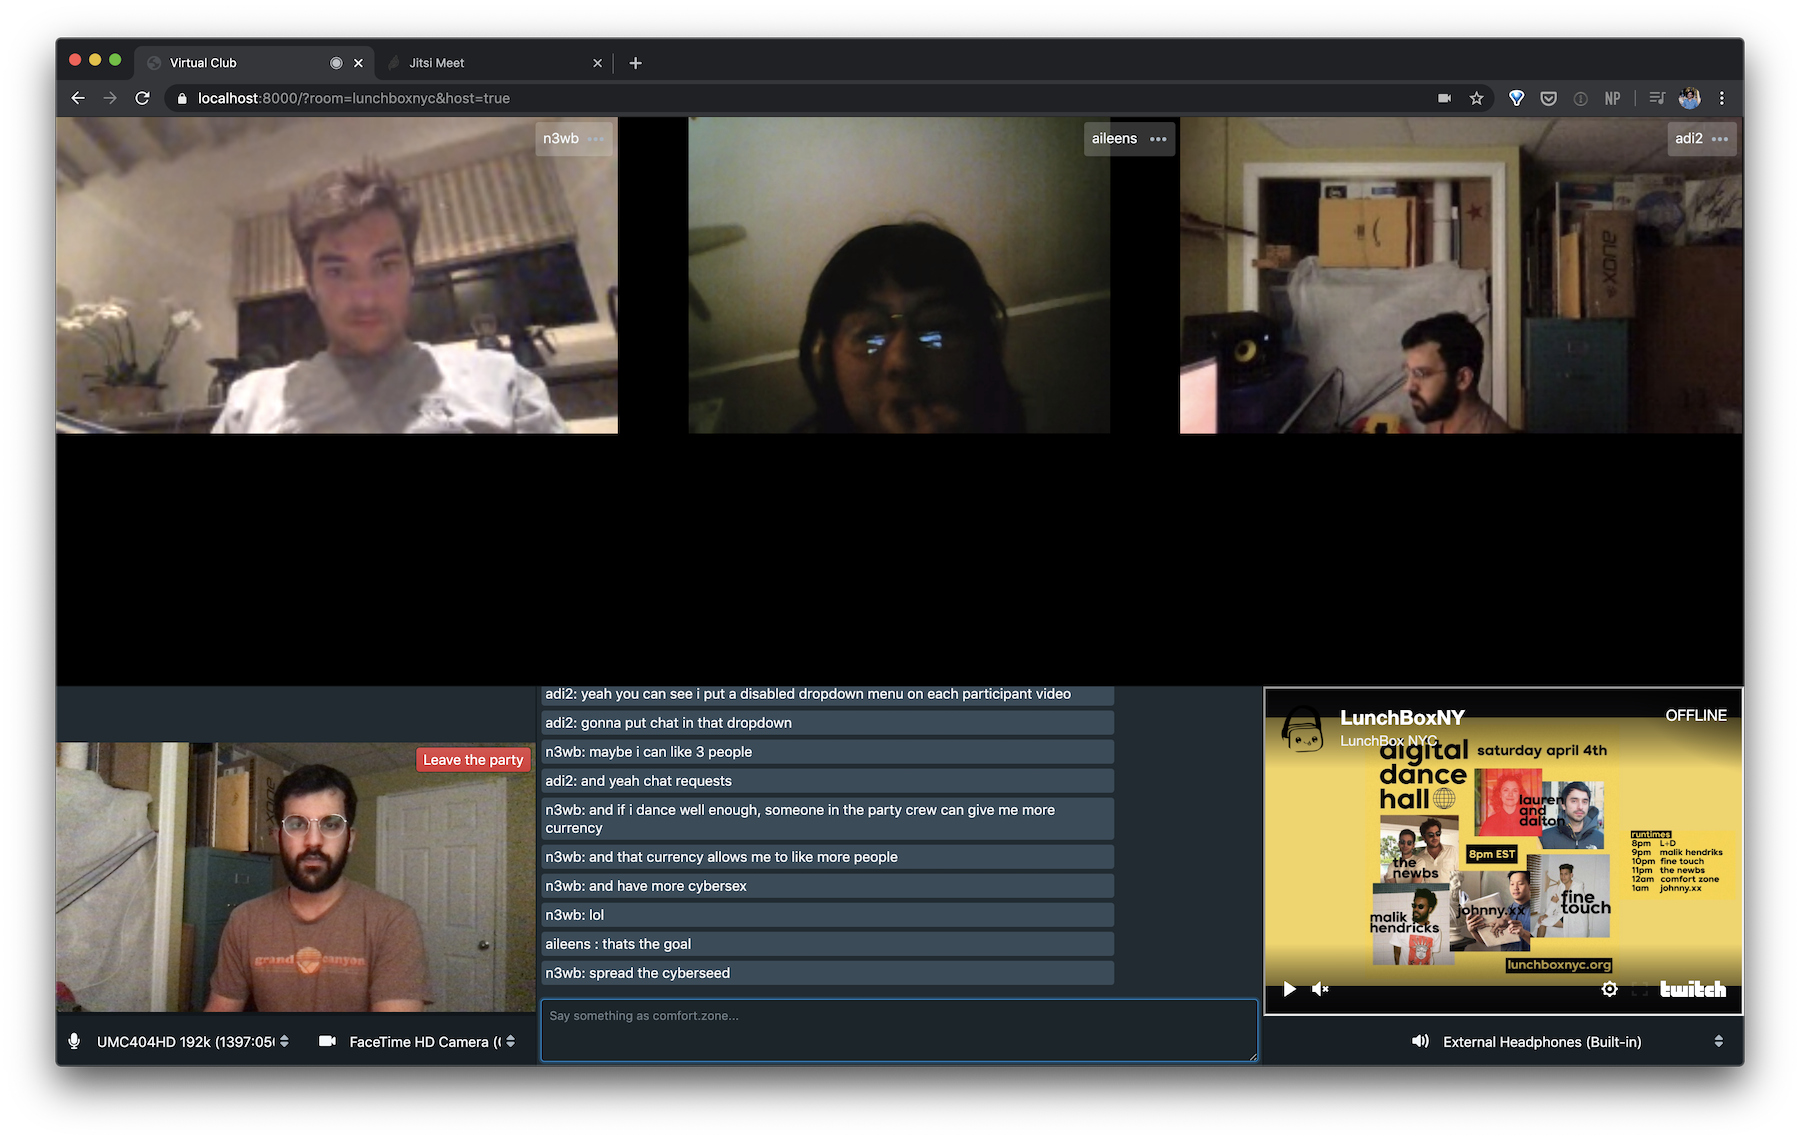 Virtual Club
Jitsi Meet
localhost:8000/?room=lunchboxnyc&host=true
NP
n3wb
aileens
adi2
auox
adi2: yeah you can see i put a disabled dropdown menu on each participant video
adi2: gonna put chat in that dropdown
n3wb: maybe i can like 3 people
adi2: and yeah chat requests
n3wb: and if i dance well enough, someone in the party crew can give me more
currency
n3wb: and that currency allows me to like more people
n3wb: and have more cybersex
n3wb: lol
aileens : thats the goal
n3wb: spread the cyberseed
Say something as comfort.zone...
Leave the party
grand canyon
UMC404HD 192k (1397:05
FaceTime HD Camera (
LunchBoxNY
OFFLINE
LunchBox NYC
digital
dance
hall
saturday april 4th
lauren
and
dalton
8pm EST
the
newbs
runtimes
8pm L+D
9pm malik hendriks
10pm fine touch
11pm the newbs
12am comfort zone
1am johnny.xx
malik
hendricks
johnny.xx
fine
touch
lunchboxnyc.org
twitch
External Headphones (Built-in)